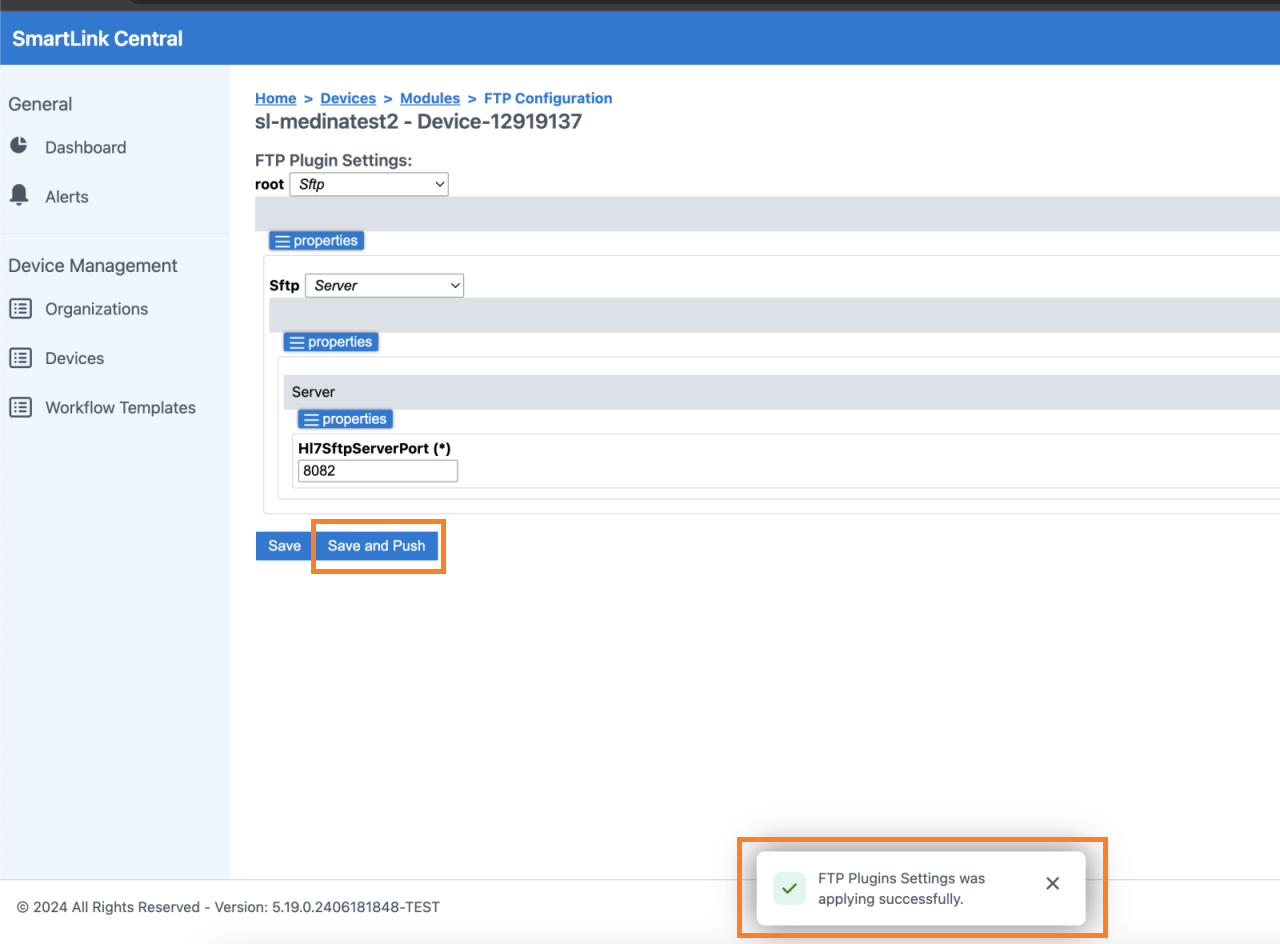 SmartLink Central
General
Dashboard
Alerts
Device Management
Organizations
Devices
Workflow Templates
Home > Devices > Modules > FTP Configuration
sl-medinatest2 - Device-12919137
FTP Plugin Settings:
root Sftp
properties
Sftp Server
properties
Server
properties
Hl7SftpServerPort (*)
8082
Save Save and Push
FTP Plugins Settings was
applying successfully.
© 2024 All Rights Reserved - Version: 5.19.0.2406181848-TEST